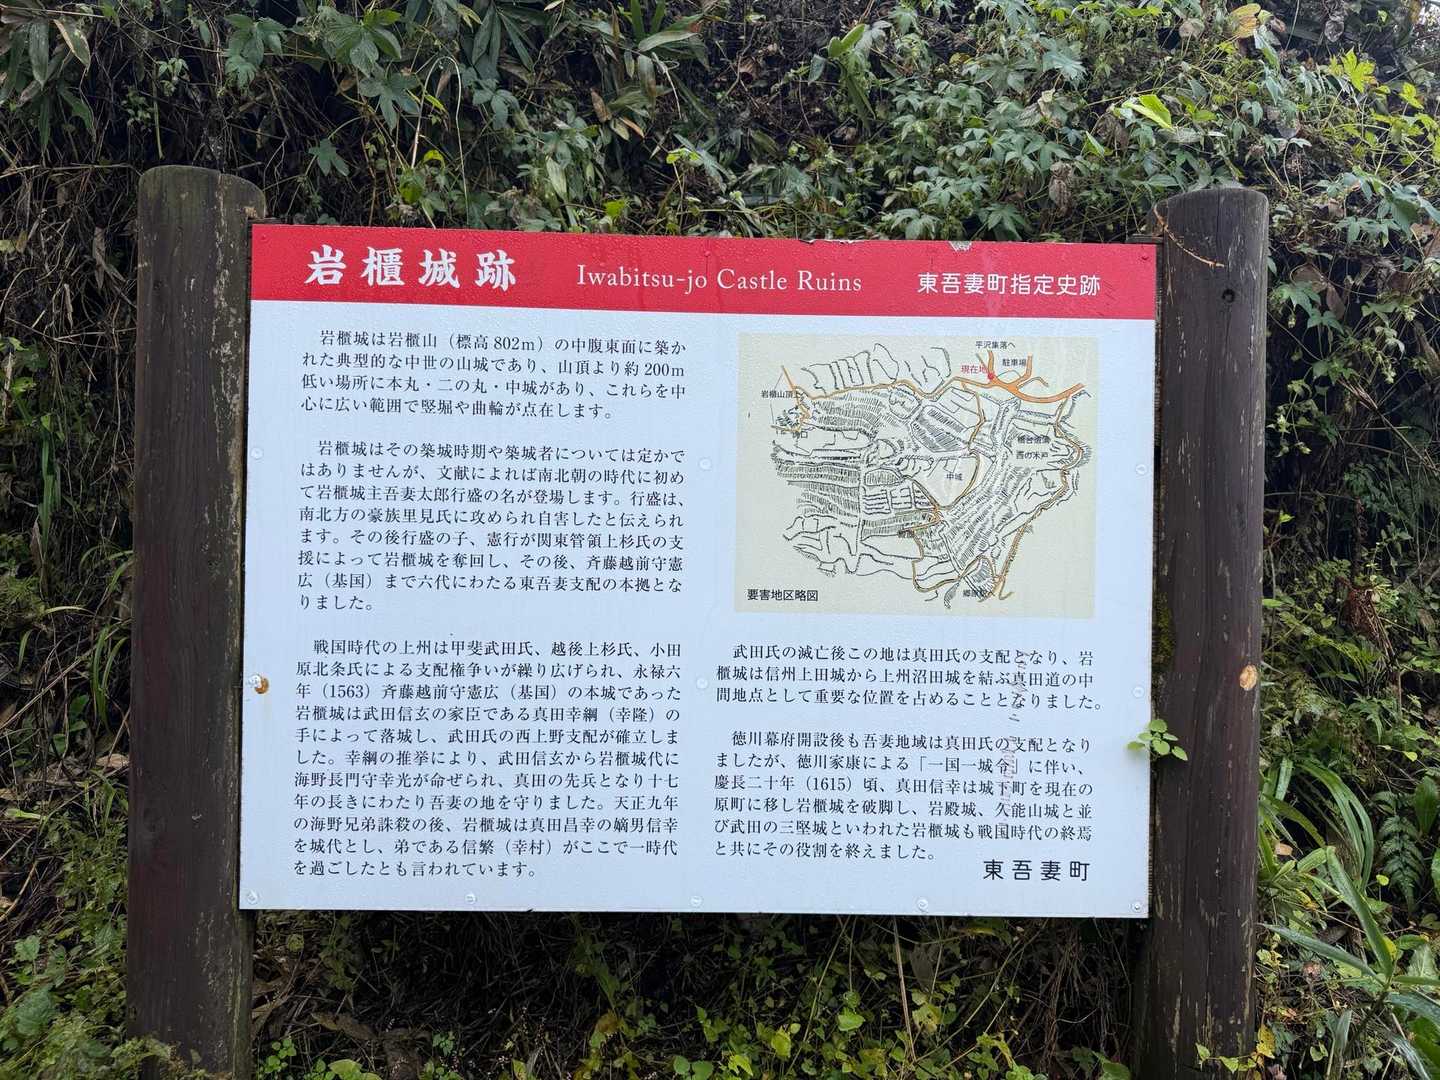 岩櫃城跡 Iwabitsu-jo Castle Ruins 東吾妻町指定史跡
岩櫃城は岩櫃山（標高802m）の中腹東面に築か
れた典型的な中世の山城であり、山頂より約200m
低い場所に本丸・二の丸・中城があり、これらを中
心に広い範囲で竪堀や曲輪が点在します。
岩櫃城はその築城時期や築城者については定かで
はありませんが、文献によれば南北朝の時代に初め
て岩櫃城主吾妻太郎行盛の名が登場します。行盛は、
南北方の豪族里見氏に攻められ自害したと伝えられ
ます。その後行盛の子、憲行が関東管領上杉氏の支
援によって岩櫃城を奪回し、その後、斉藤越前守憲
広（基国）まで六代にわたる東吾妻支配の本拠とな
りました。
戦国時代の上州は甲斐武田氏、越後上杉氏、小田
原北条氏による支配権争いが繰り広げられ、永禄六
年（1563）斉藤越前守憲広（基国）の本城であった
岩櫃城は武田信玄の家臣である真田幸綱（幸隆）の
手によって落城し、武田氏の西上野支配が確立しま
した。幸綱の推挙により、武田信玄から岩櫃城代に
海野長門守幸光が命ぜられ、真田の先兵となり十七
年の長きにわたり吾妻の地を守りました。天正九年
の海野兄弟誅殺の後、岩櫃城は真田昌幸の嫡男信幸
を城代とし、弟である信繁（幸村）がここで一時代
を過ごしたとも言われています。
平沢集落へ
駐車場
現在地
岩櫃山頂上
西の木戸
中城
要害地区略図
武田氏の滅亡後この地は真田氏の支配となり、岩
櫃城は信州上田城から上州沼田城を結ぶ真田道の中
間地点として重要な位置を占めることとなりました。
徳川幕府開設後も吾妻地域は真田氏の支配となり
ましたが、徳川家康による「一国一城令」に伴い、
慶長二十年（1615）頃、真田信幸は城下町を現在の
原町に移し岩櫃城を破脚し、岩殿城、久能山城と並
び武田の三堅城といわれた岩櫃城も戦国時代の終焉
と共にその役割を終えました。
東吾妻町